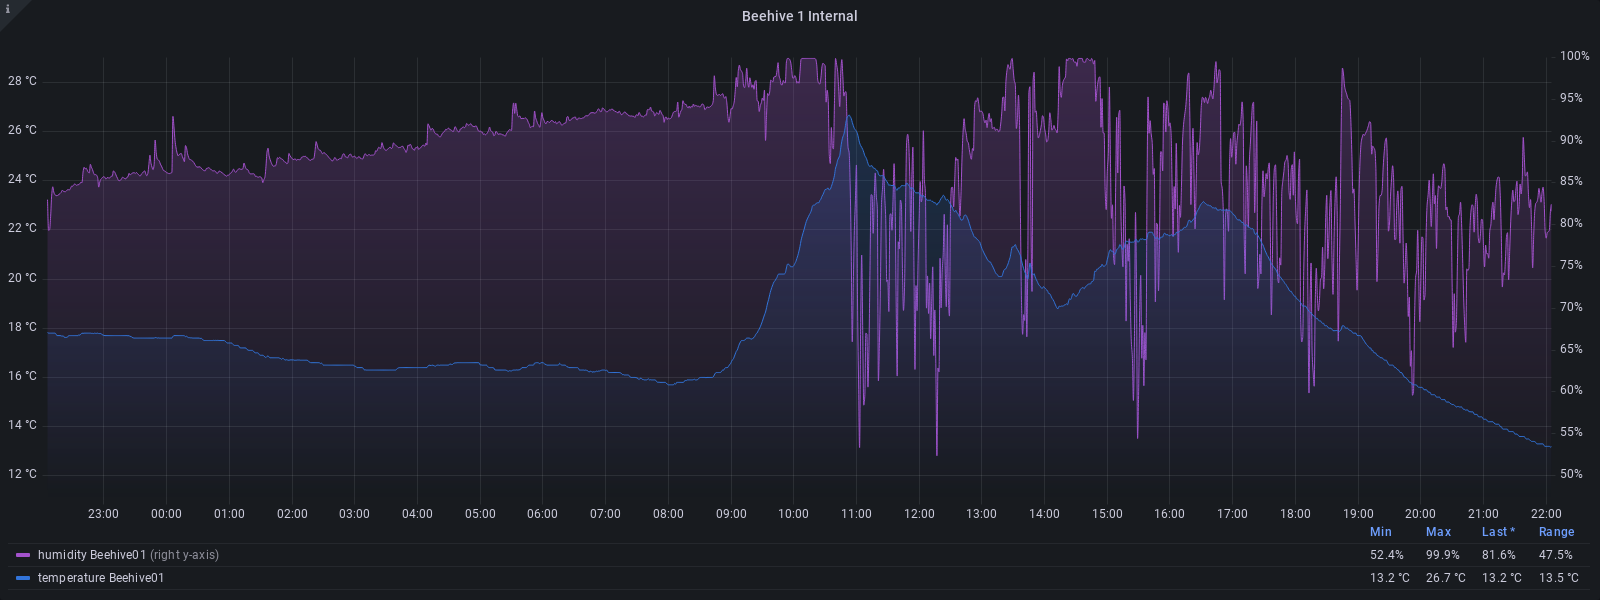 i
Beehive 1 Internal
28 °C
26 °C
24 °C
22 °C
20 °C
18 °C
16 °C
14 °C
12 °C
100%
95%
90%
85%
80%
75%
70%
65%
60%
55%
50%
23:00 00:00 01:00 02:00 03:00 04:00 05:00 06:00 07:00 08:00 09:00 10:00 11:00 12:00 13:00 14:00 15:00 16:00 17:00 18:00 19:00 20:00 21:00 22:00
Min Max Last * Range
humidity Beehive01 (right y-axis) 52.4% 99.9% 81.6% 47.5%
temperature Beehive01 13.2 °C 26.7 °C 13.2 °C 13.5 °C